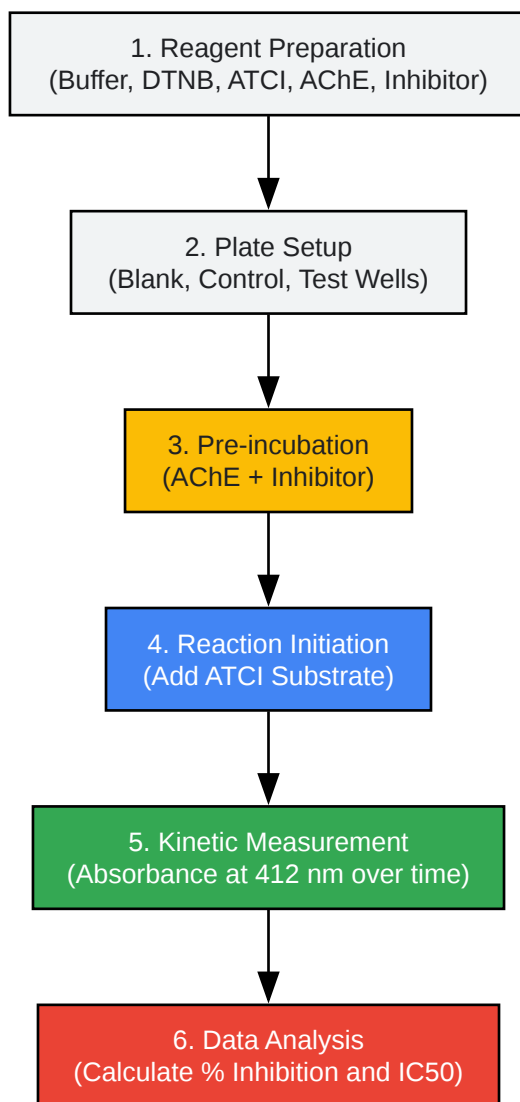 1. Reagent Preparation
(Buffer, DTNB, ATCI, AChE, Inhibitor)
2. Plate Setup
(Blank, Control, Test Wells)
3. Pre-incubation
(AChE + Inhibitor)
4. Reaction Initiation
(Add ATCI Substrate)
5. Kinetic Measurement
(Absorbance at 412 nm over time)
6. Data Analysis
(Calculate % Inhibition and IC50)